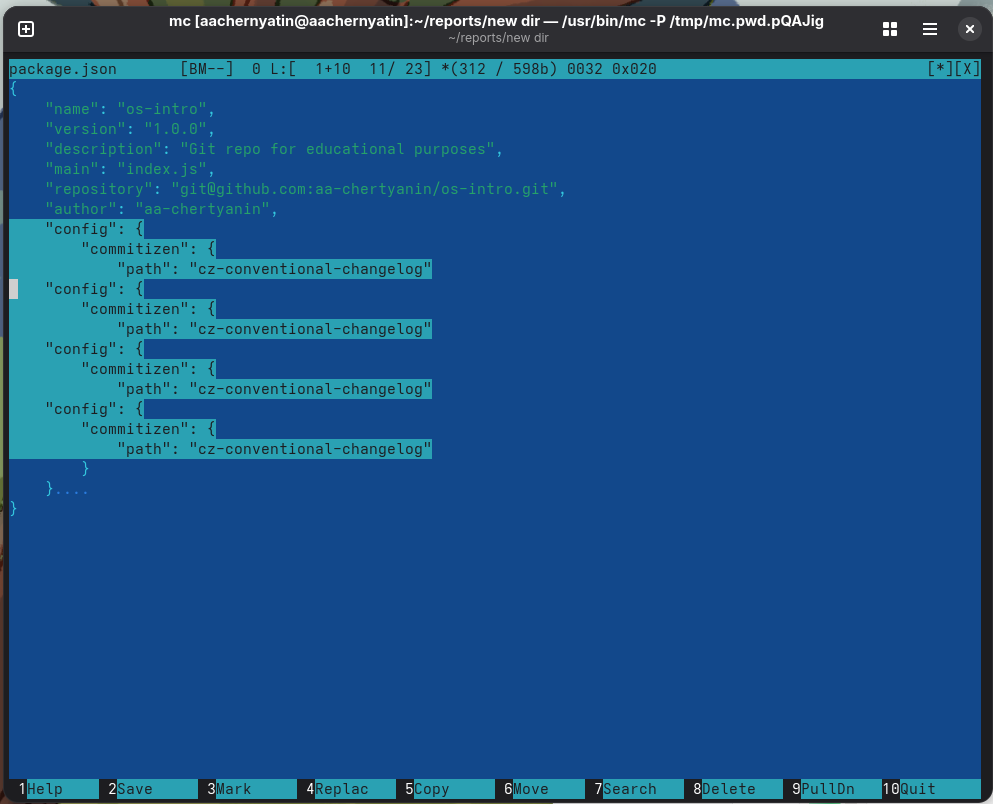 mc [aachernyatin@aachernyatin]:~/reports/new dir — /usr/bin/mc -P /tmp/mc.pwd.pQAJig
~/reports/new dir
package.json       [BM--]  0 L:[  1+10  11/ 23] *(312 / 598b) 0032 0x020                              [*][X]
{
    "name": "os-intro",
    "version": "1.0.0",
    "description": "Git repo for educational purposes",
    "main": "index.js",
    "repository": "git@github.com:aa-chertyanin/os-intro.git",
    "author": "aa-chertyanin",
    "config": {
        "commitizen": {
            "path": "cz-conventional-changelog"
    "config": {
        "commitizen": {
            "path": "cz-conventional-changelog"
    "config": {
        "commitizen": {
            "path": "cz-conventional-changelog"
    "config": {
        "commitizen": {
            "path": "cz-conventional-changelog"
        }
    }....
}
1Help 2Save 3Mark 4Replac 5Copy 6Move 7Search 8Delete 9PullDn 10Quit